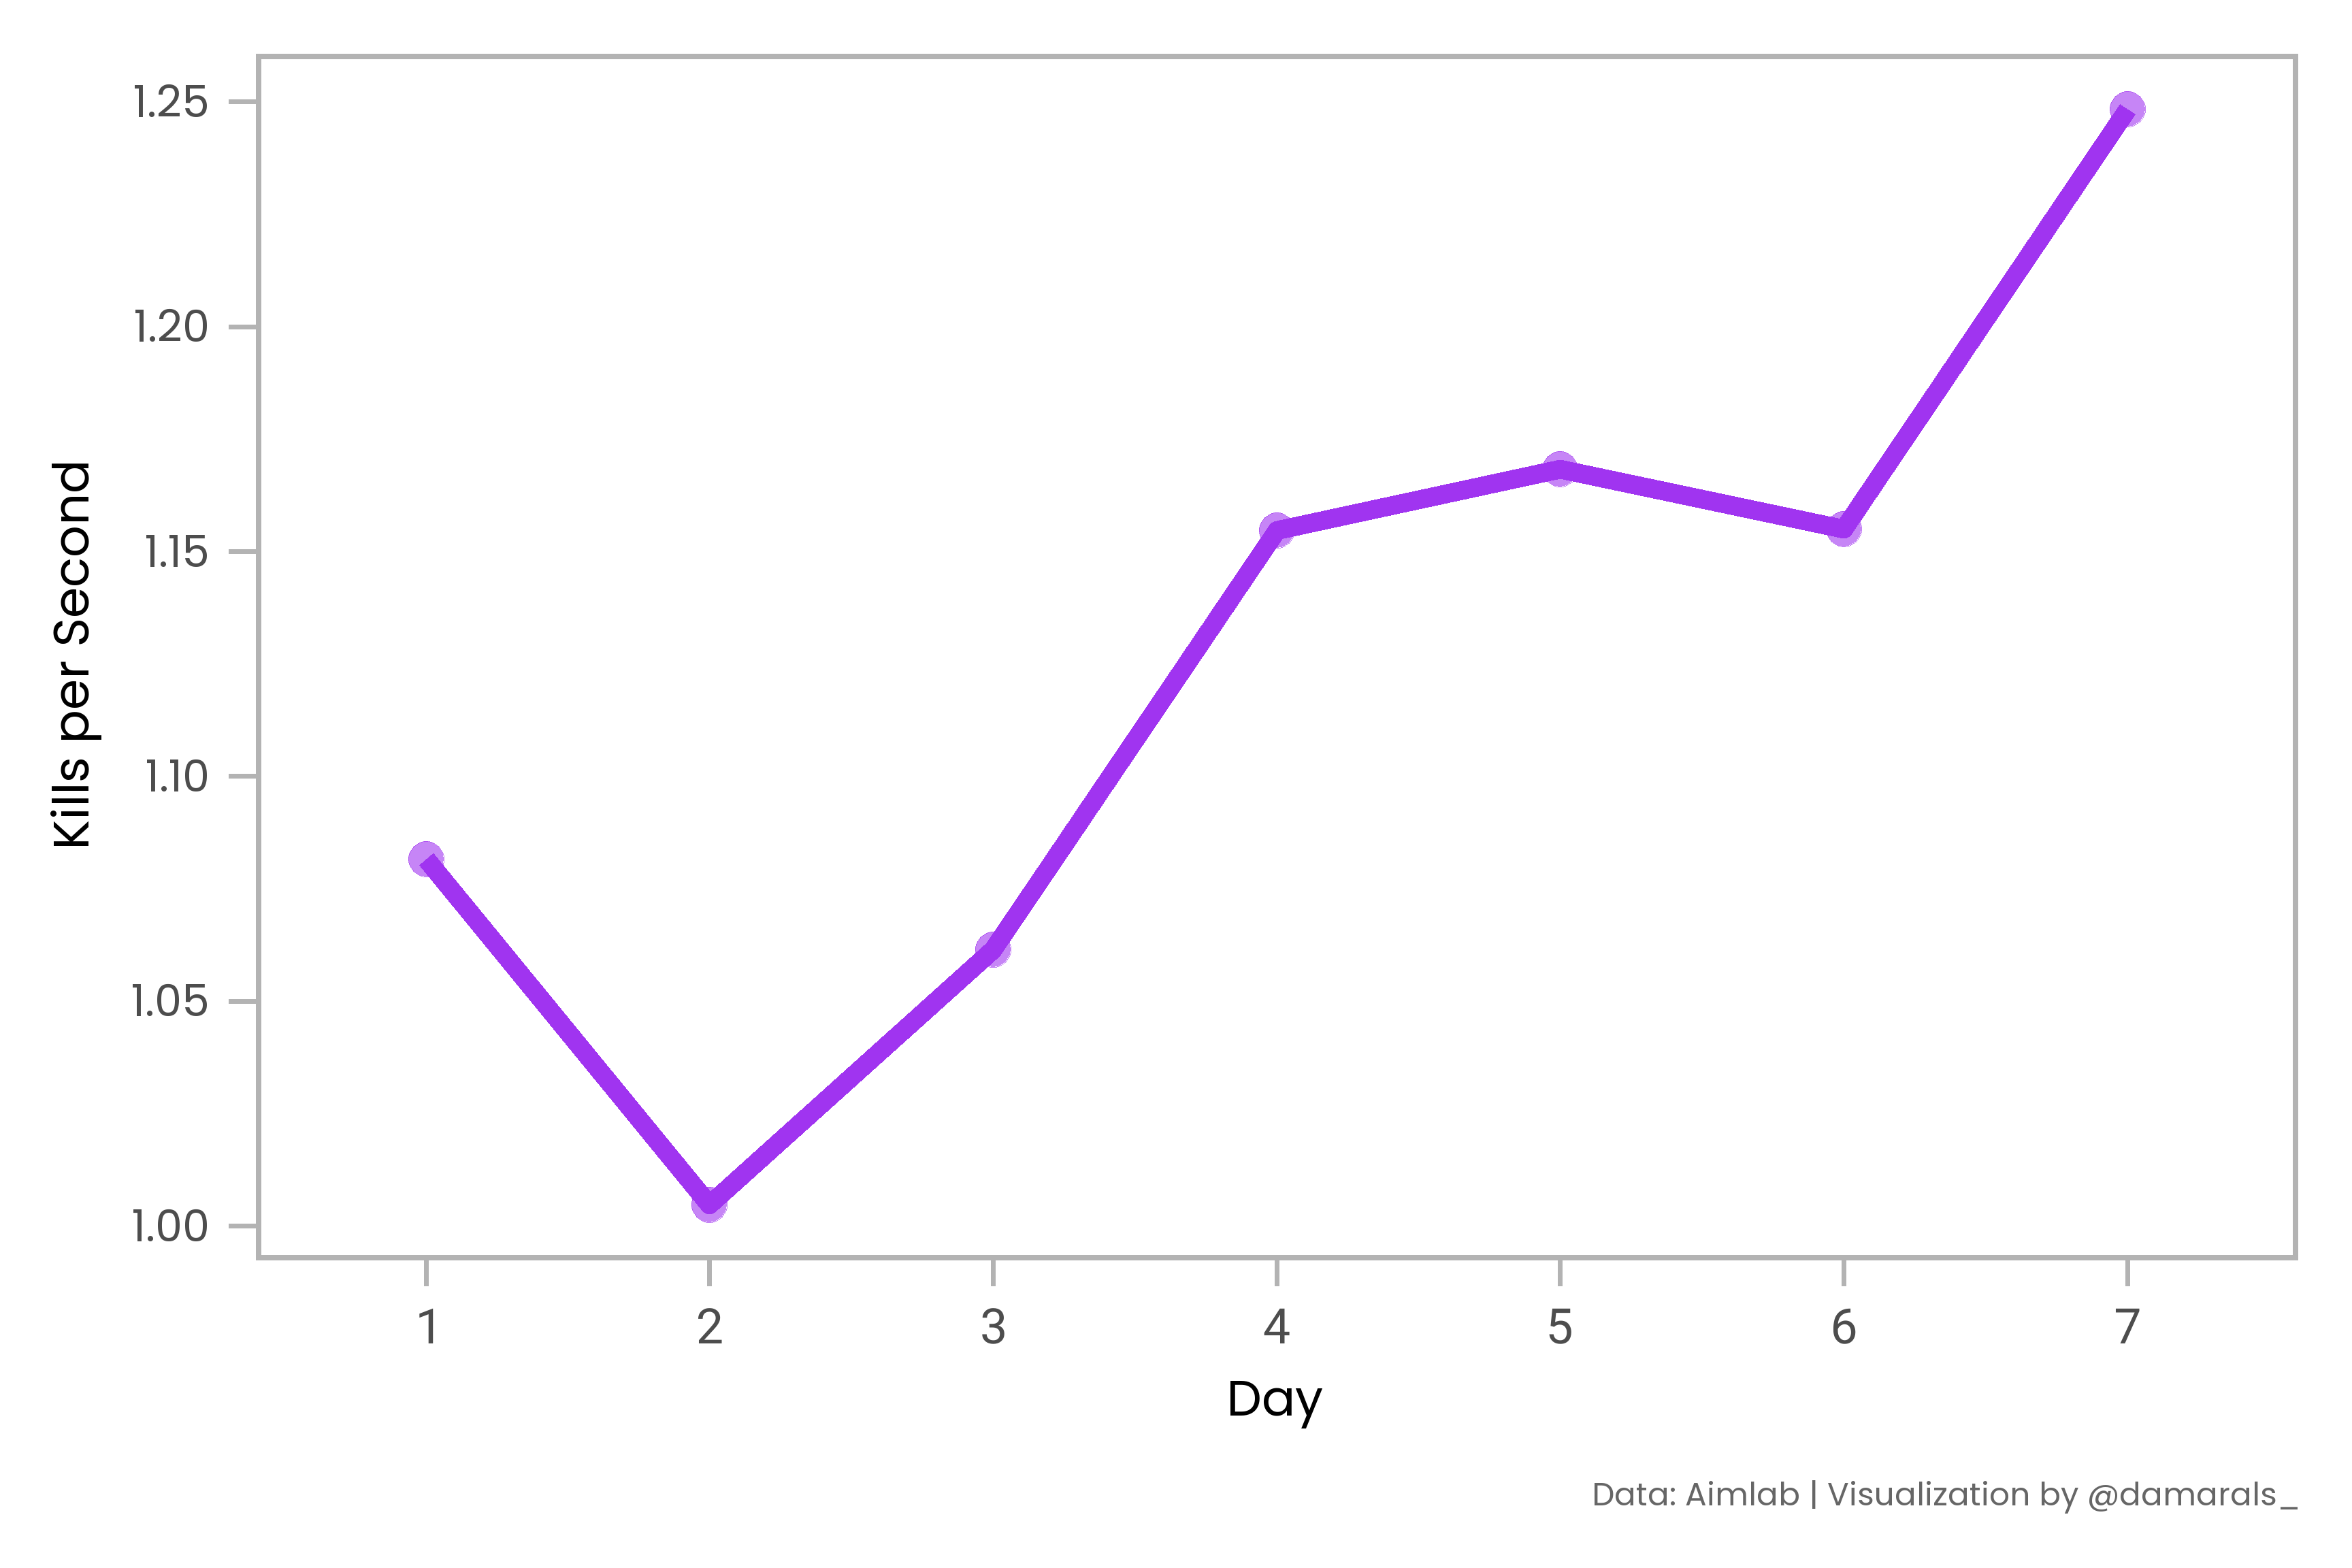 Kills per Second
1.25
1.20
1.15
1.10
1.05
1.00
1 2 3 4 5 6 7
Day
Data: Aimlab | Visualization by @damarals_